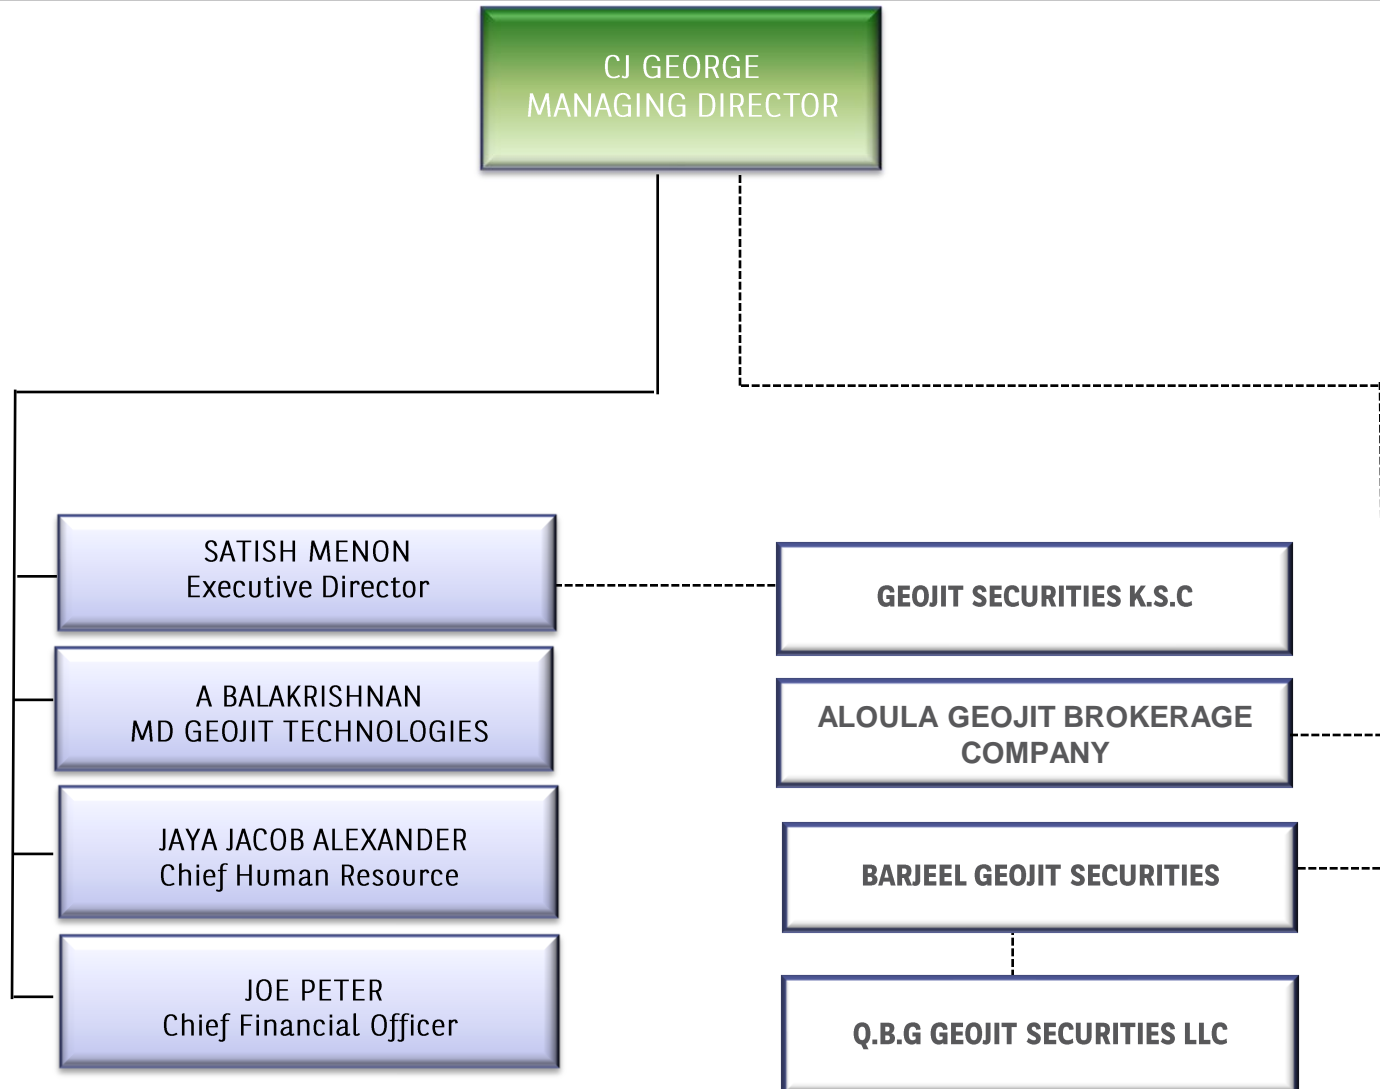 CJ GEORGE
MANAGING DIRECTOR
SATISH MENON
Executive Director
A BALAKRISHNAN
MD GEOJIT TECHNOLOGIES
JAYA JACOB ALEXANDER
Chief Human Resource
JOE PETER
Chief Financial Officer
GEOJIT SECURITIES K.S.C
ALOULA GEOJIT BROKERAGE
COMPANY
BARJEEL GEOJIT SECURITIES
Q.B.G GEOJIT SECURITIES LLC